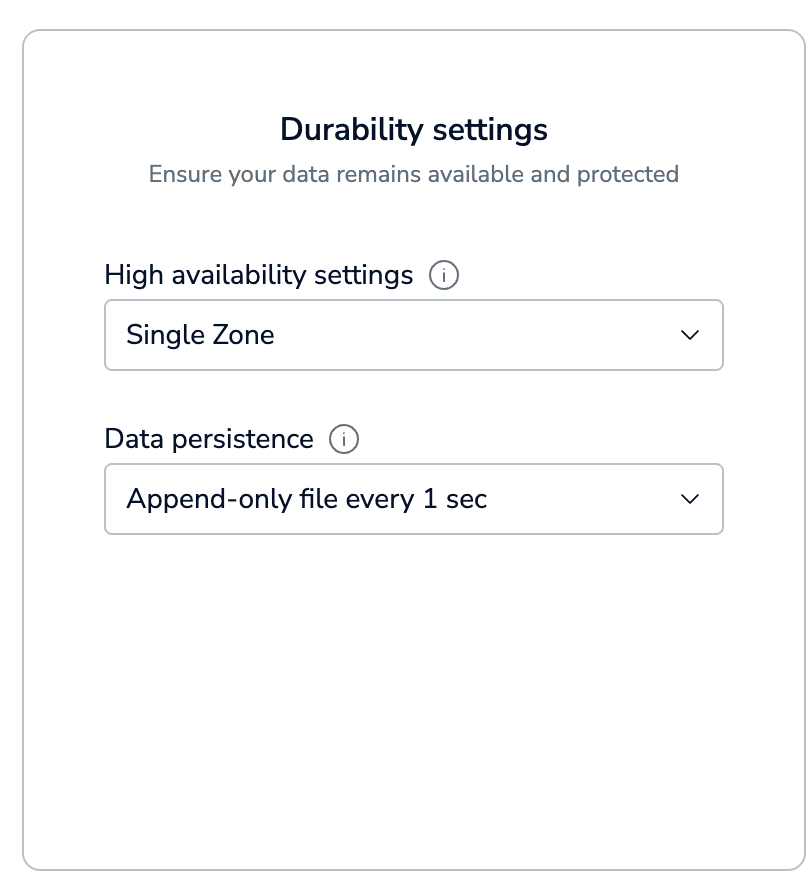 Durability settings
Ensure your data remains available and protected
High availability settings
Single Zone
Data persistence
Append-only file every 1 sec